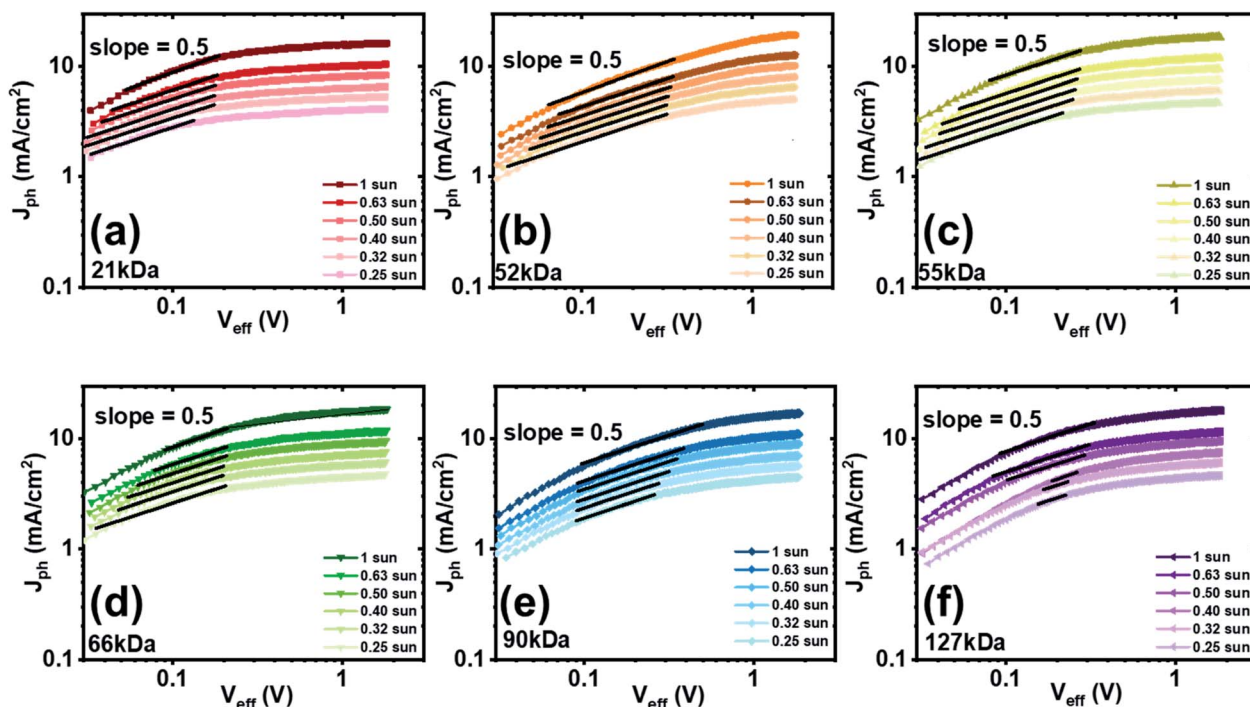 (a)
slope = 0.5
10
1
0.1
J_ph (mA/cm²)
21kDa
1 sun
0.63 sun
0.50 sun
0.40 sun
0.32 sun
0.25 sun
0.1
1
V_eff (V)
(b)
slope = 0.5
10
1
0.1
J_ph (mA/cm²)
52kDa
1 sun
0.63 sun
0.50 sun
0.40 sun
0.32 sun
0.25 sun
0.1
1
V_eff (V)
(c)
slope = 0.5
10
1
0.1
J_ph (mA/cm²)
55kDa
1 sun
0.63 sun
0.50 sun
0.40 sun
0.32 sun
0.25 sun
0.1
1
V_eff (V)
(d)
slope = 0.5
10
1
0.1
J_ph (mA/cm²)
66kDa
1 sun
0.63 sun
0.50 sun
0.40 sun
0.32 sun
0.25 sun
0.1
1
V_eff (V)
(e)
slope = 0.5
10
1
0.1
J_ph (mA/cm²)
90kDa
1 sun
0.63 sun
0.50 sun
0.40 sun
0.32 sun
0.25 sun
0.1
1
V_eff (V)
(f)
slope = 0.5
10
1
0.1
J_ph (mA/cm²)
127kDa
1 sun
0.63 sun
0.50 sun
0.40 sun
0.32 sun
0.25 sun
0.1
1
V_eff (V)